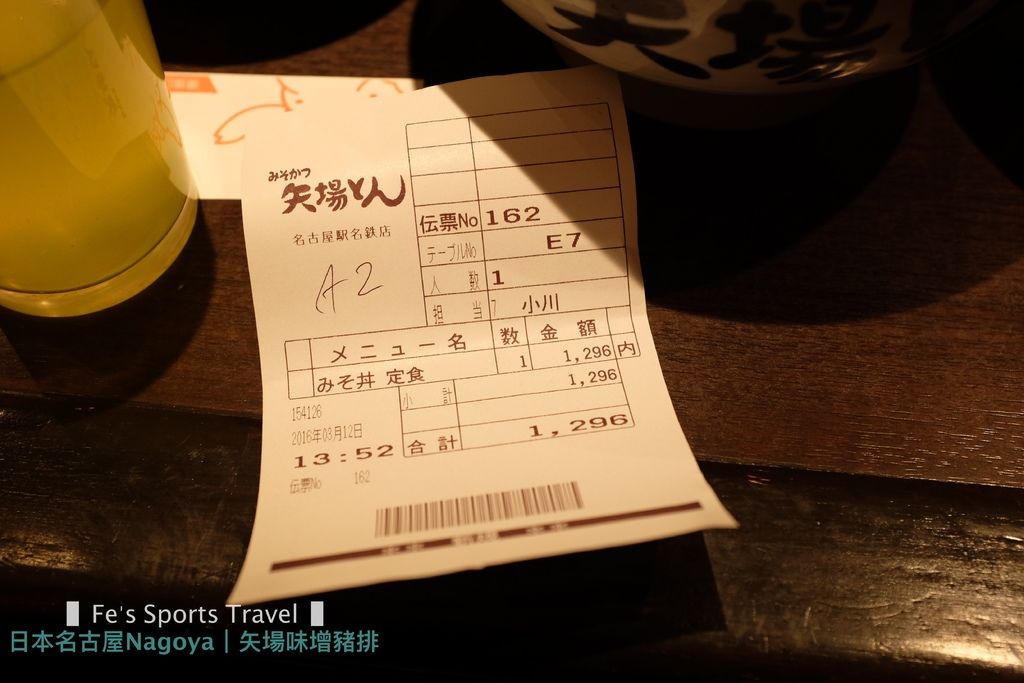 矢場
みそかつ
矢場とん
名古屋駅名鉄店
A2
伝票No 162
テーブルNo E7
人 数 1
担 当 7 小川
メニュー名 数 金 額
みそ丼 定食 1 1,296 内
小 計 1,296
154126
2016年03月12日
13:52 合計 1,296
伝票No 162
Fe's Sports Travel
日本名古屋Nagoya｜矢場味増豬排